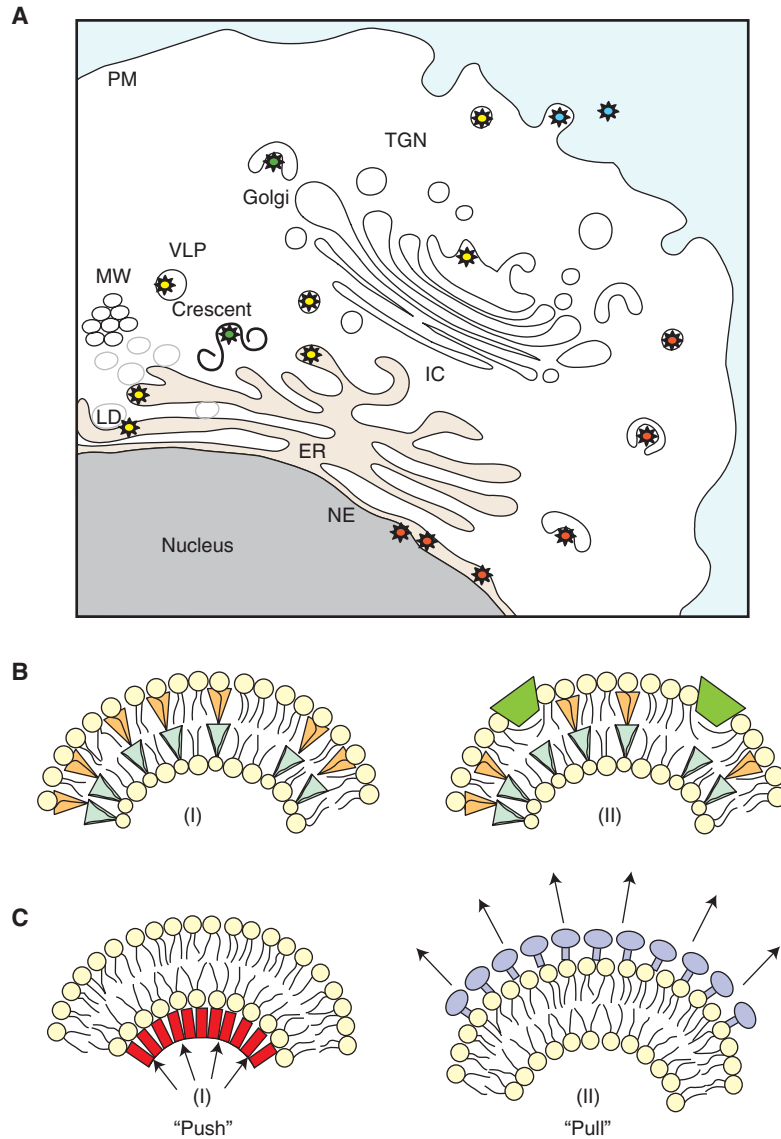 A
PM
TGN
Golgi
VLP
MW
Crescent
IC
LD
ER
NE
Nucleus
B
(I)
(II)
C
(I)
(II)
"Push"
"Pull"